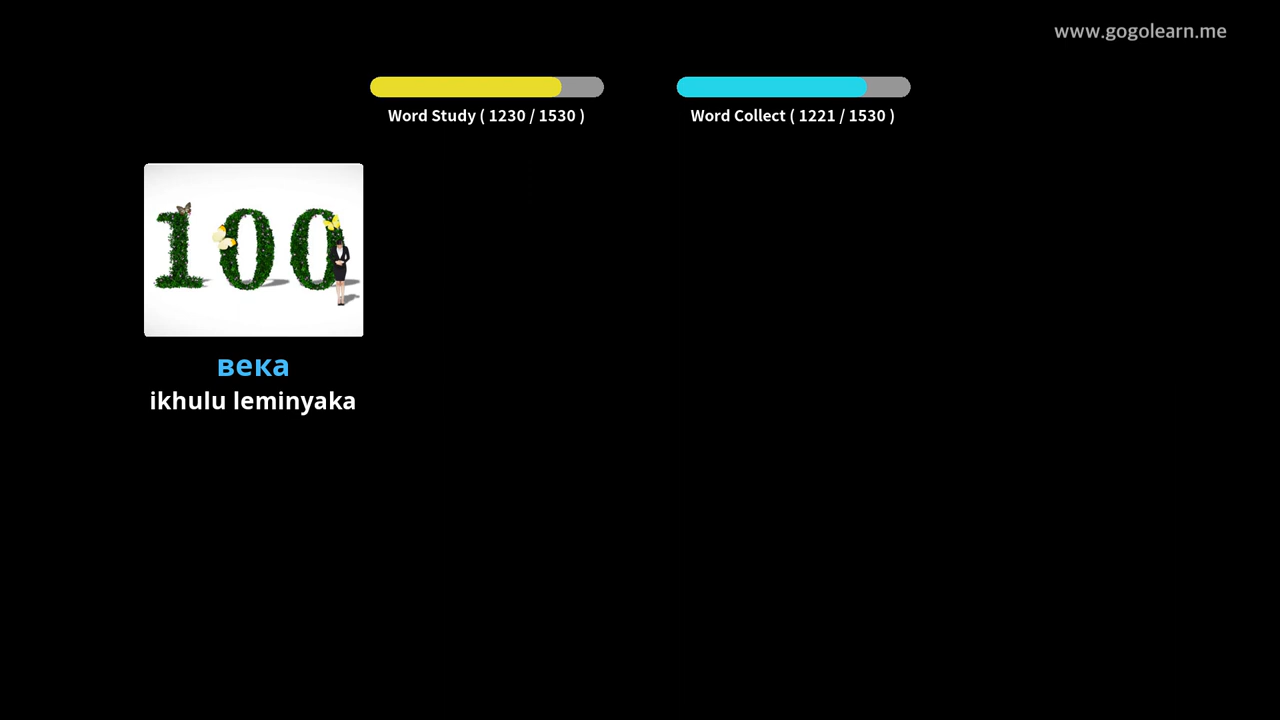 www.gogolearn.me
Word Study ( 1230 / 1530 )
Word Collect ( 1221 / 1530 )
100
века
ikhulu leminyaka